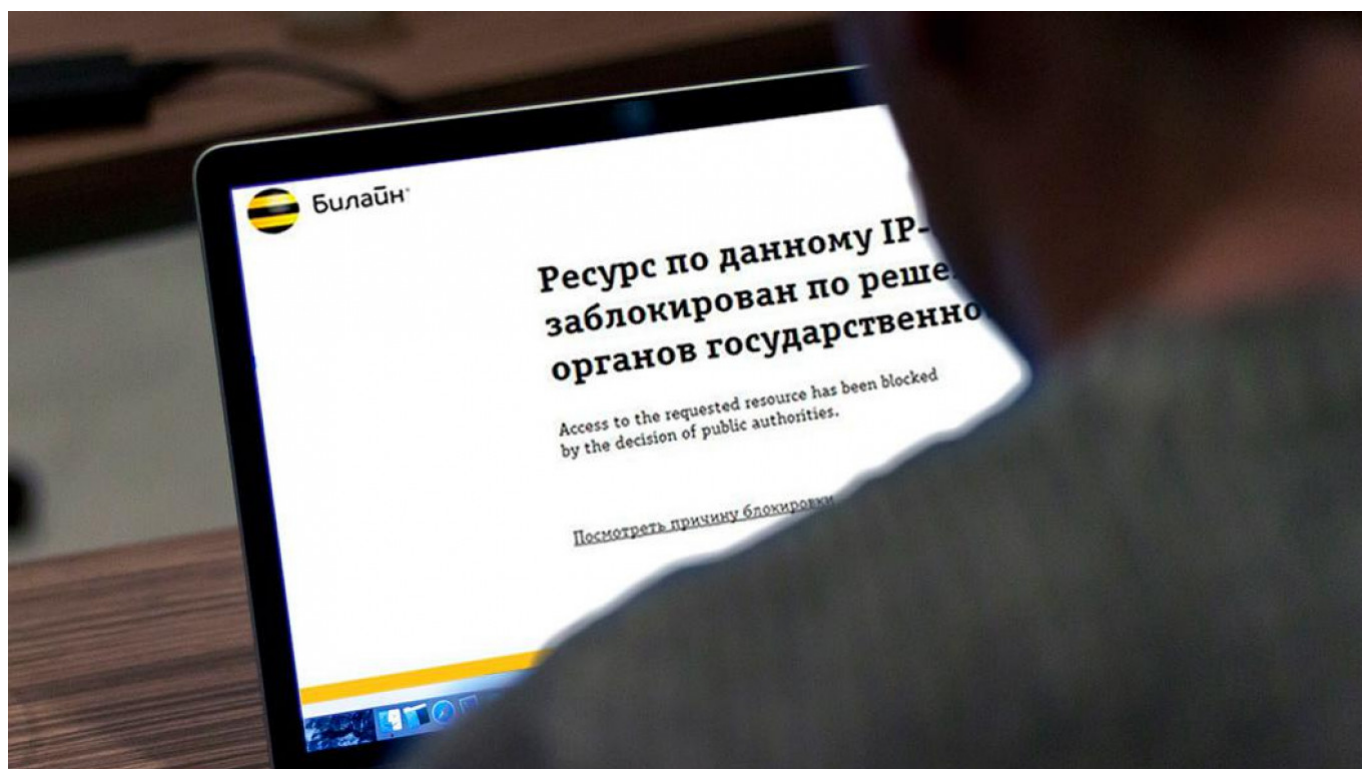 Билайн
Ресурс по данному IP-
заблокирован по реше
органов государственно
Access to the requested resource has been blocked
by the decision of public authorities.
Посмотреть причину блокировки